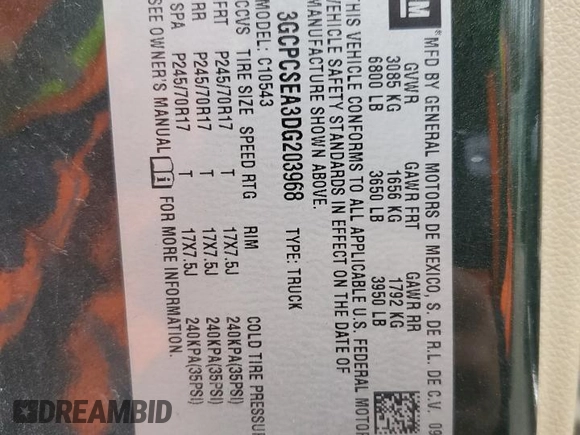 GM
*MFD BY GENERAL MOTORS DE MEXICO, S. DE R.L. DE C.V. 09
GVWR GAWR FRT GAWR RR
3085 KG 1656 KG 1792 KG
6800 LB 3650 LB 3950 LB
THIS VEHICLE CONFORMS TO ALL APPLICABLE U.S. FEDERAL MOTOR
VEHICLE SAFETY STANDARDS IN EFFECT ON THE DATE OF
MANUFACTURE SHOWN ABOVE.
3GCPCSEA3DG203968 TYPE: TRUCK
MODEL: C10543
CCVS TIRE SIZE SPEED RTG RIM COLD TIRE PRESSUR
FRT P245/70R17 T 17X7.5J 240KPA(35PSI)
RR P245/70R17 T 17X7.5J 240KPA(35PSI)
SPA P245/70R17 T 17X7.5J 240KPA(35PSI)
SEE OWNER'S MANUAL i FOR MORE INFORMATION.
DREAMBID